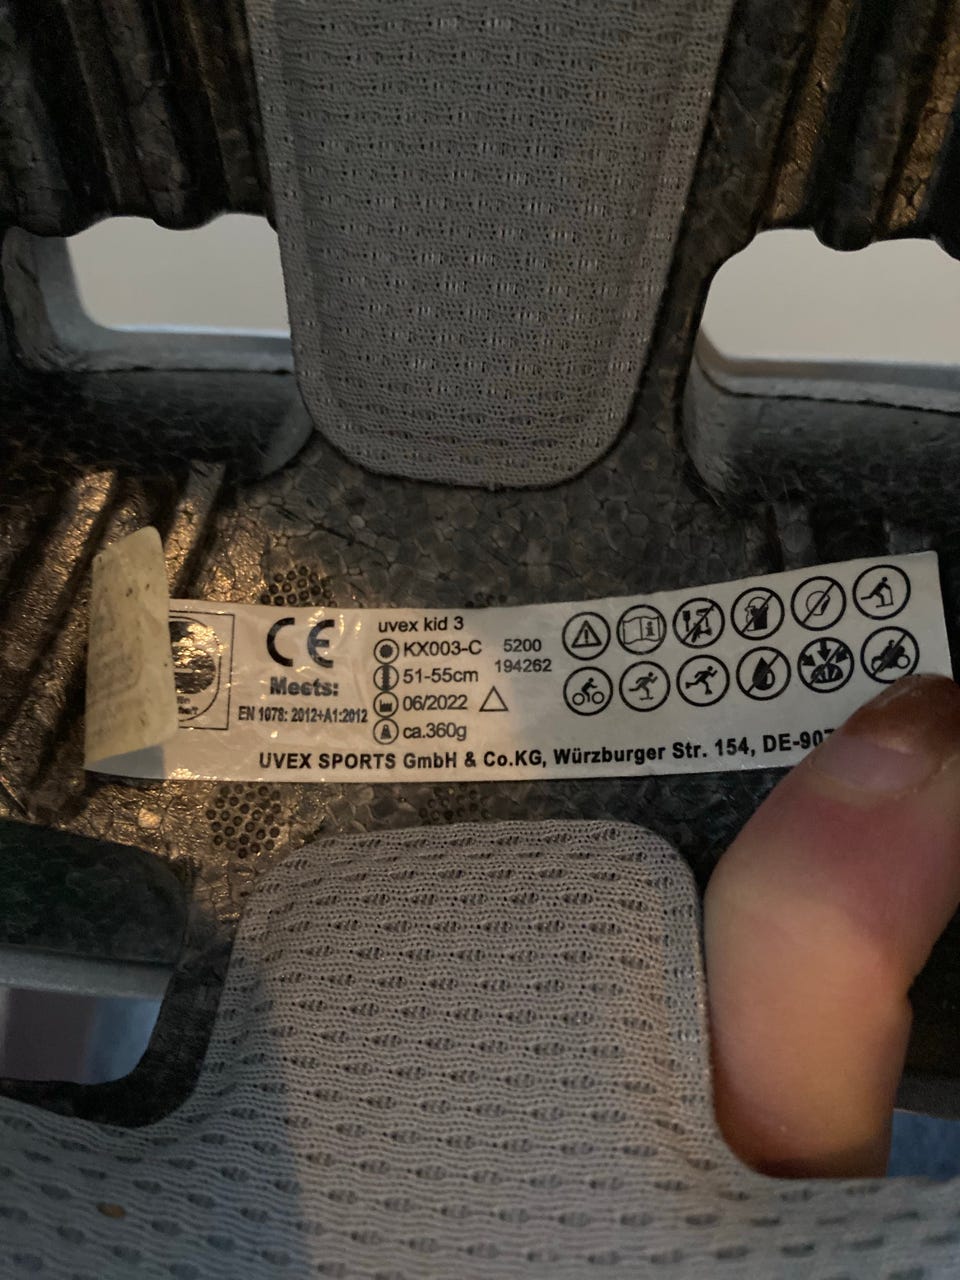 CE
Meets:
EN 1078: 2012+A1:2012
uvex kid 3
KX003-C
51-55cm
06/2022
ca.360g
5200
194262
UVEX SPORTS GmbH & Co.KG, Würzburger Str. 154, DE-907